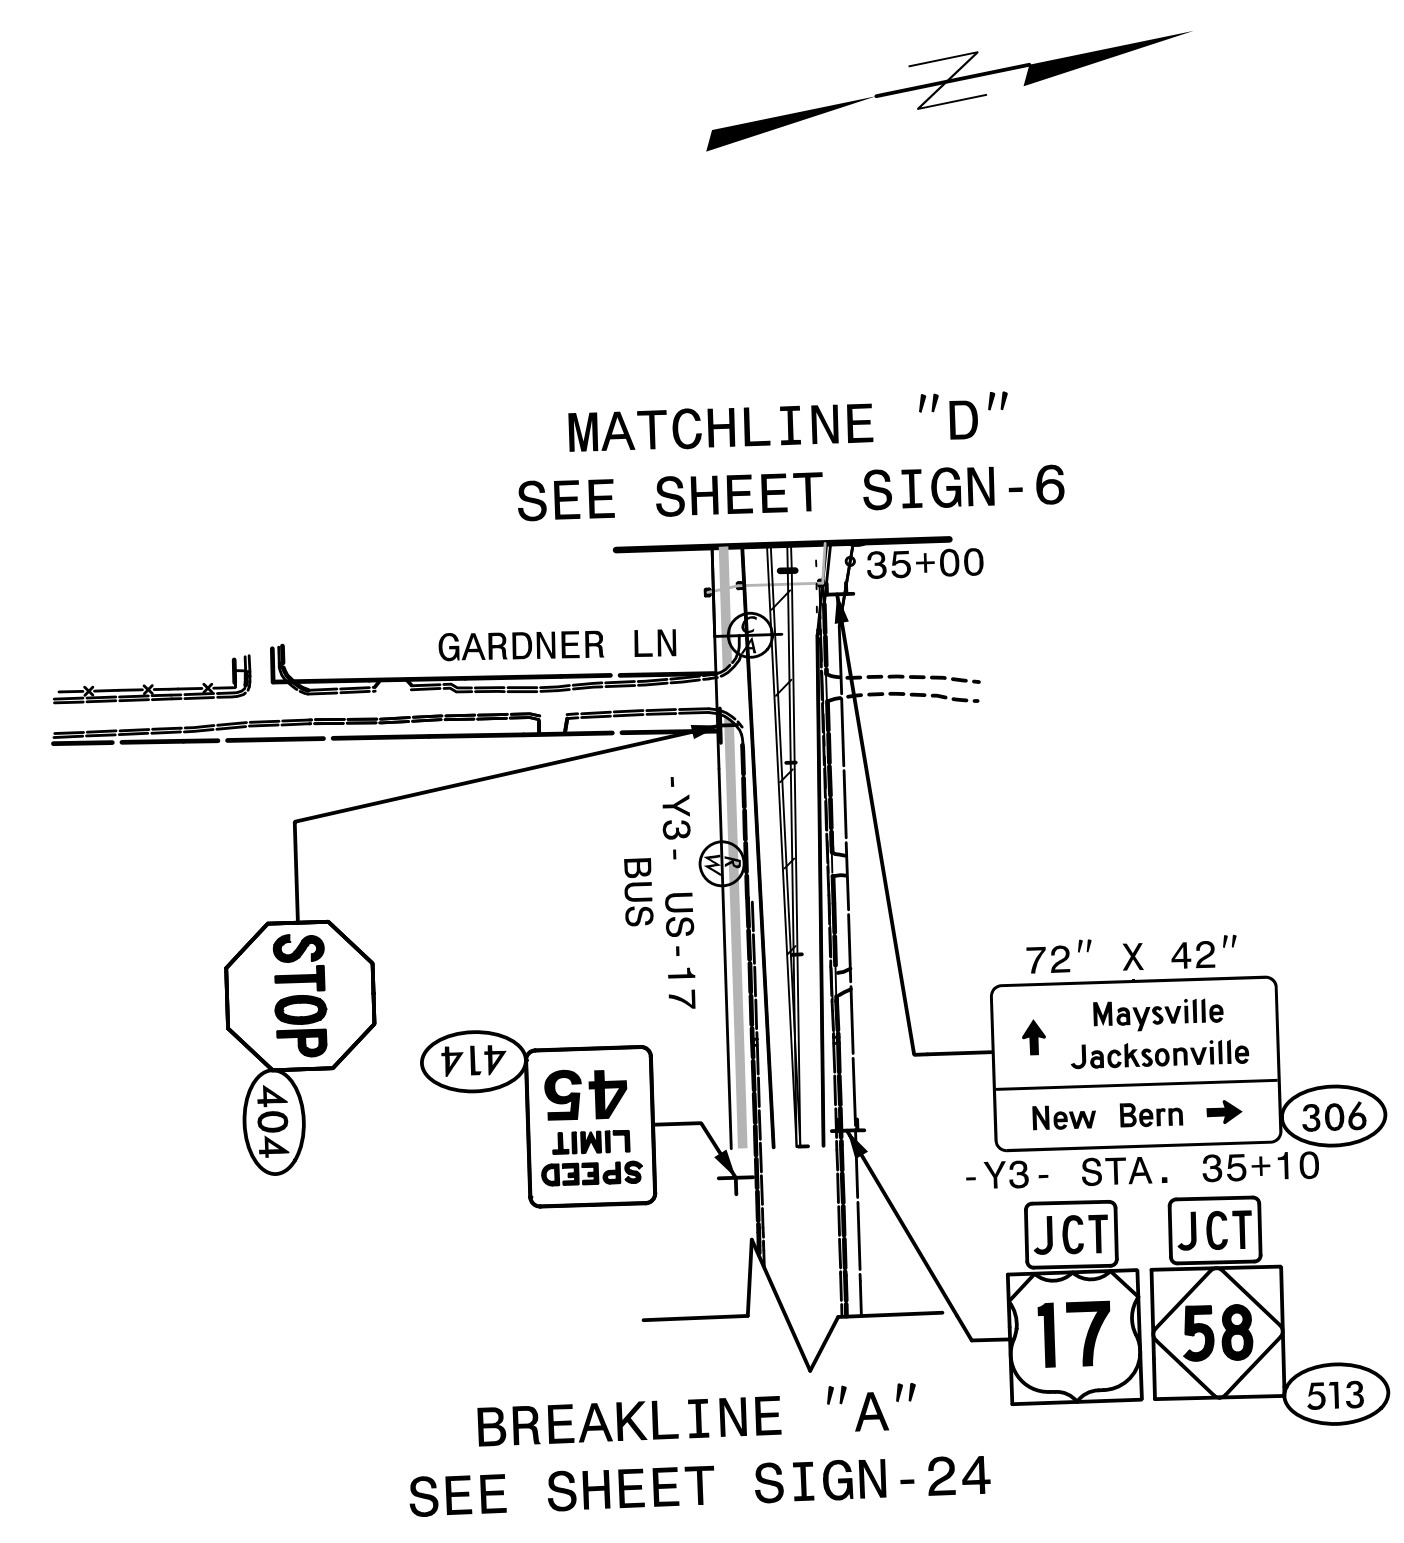 N
MATCHLINE "D"
SEE SHEET SIGN-6
35+00
GARDNER LN
C
A
-Y3- US-17
BUS
R
W
STOP
404
414
SPEED
LIMIT
45
72" X 42"
Maysville
Jacksonville
New Bern
306
-Y3- STA. 35+10
JCT JCT
17 58
513
BREAKLINE "A"
SEE SHEET SIGN-24